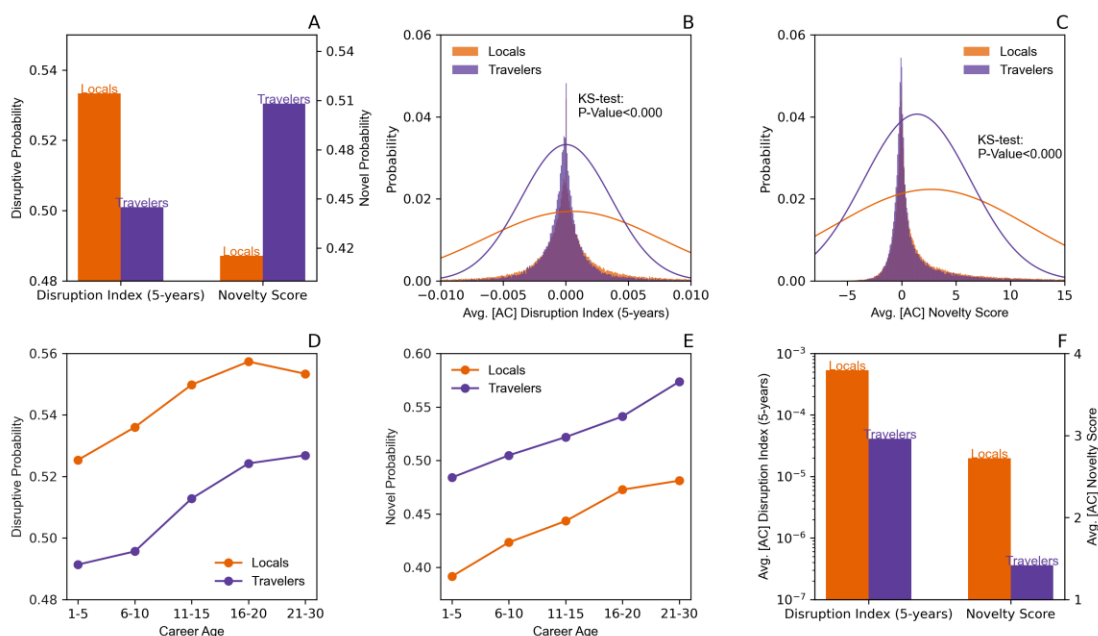 A
Disruptive Probability
0.54
0.52
0.50
0.48
Locals
Travelers
Locals
Travelers
0.54
0.51
0.48
0.45
0.42
Novel Probability
Disruption Index (5-years)
Novelty Score
B
Probability
0.06
0.04
0.02
0.00
Locals
Travelers
KS-test:
P-Value<0.000
-0.010
-0.005
0.000
0.005
0.010
Avg. [AC] Disruption Index (5-years)
C
Probability
0.06
0.04
0.02
0.00
Locals
Travelers
KS-test:
P-Value<0.000
−5
0
5
10
15
Avg. [AC] Novelty Score
D
Disruptive Probability
0.56
0.54
0.52
0.50
0.48
Locals
Travelers
1-5
6-10
11-15
16-20
21-30
Career Age
E
Novel Probability
0.60
0.55
0.50
0.45
0.40
Locals
Travelers
1-5
6-10
11-15
16-20
21-30
Career Age
F
Avg. [AC] Disruption Index (5-years)
10⁻³
10⁻⁴
10⁻⁵
10⁻⁶
10⁻⁷
Locals
Travelers
Locals
Travelers
4
3
2
1
Avg. [AC] Novelty Score
Disruption Index (5-years)
Novelty Score